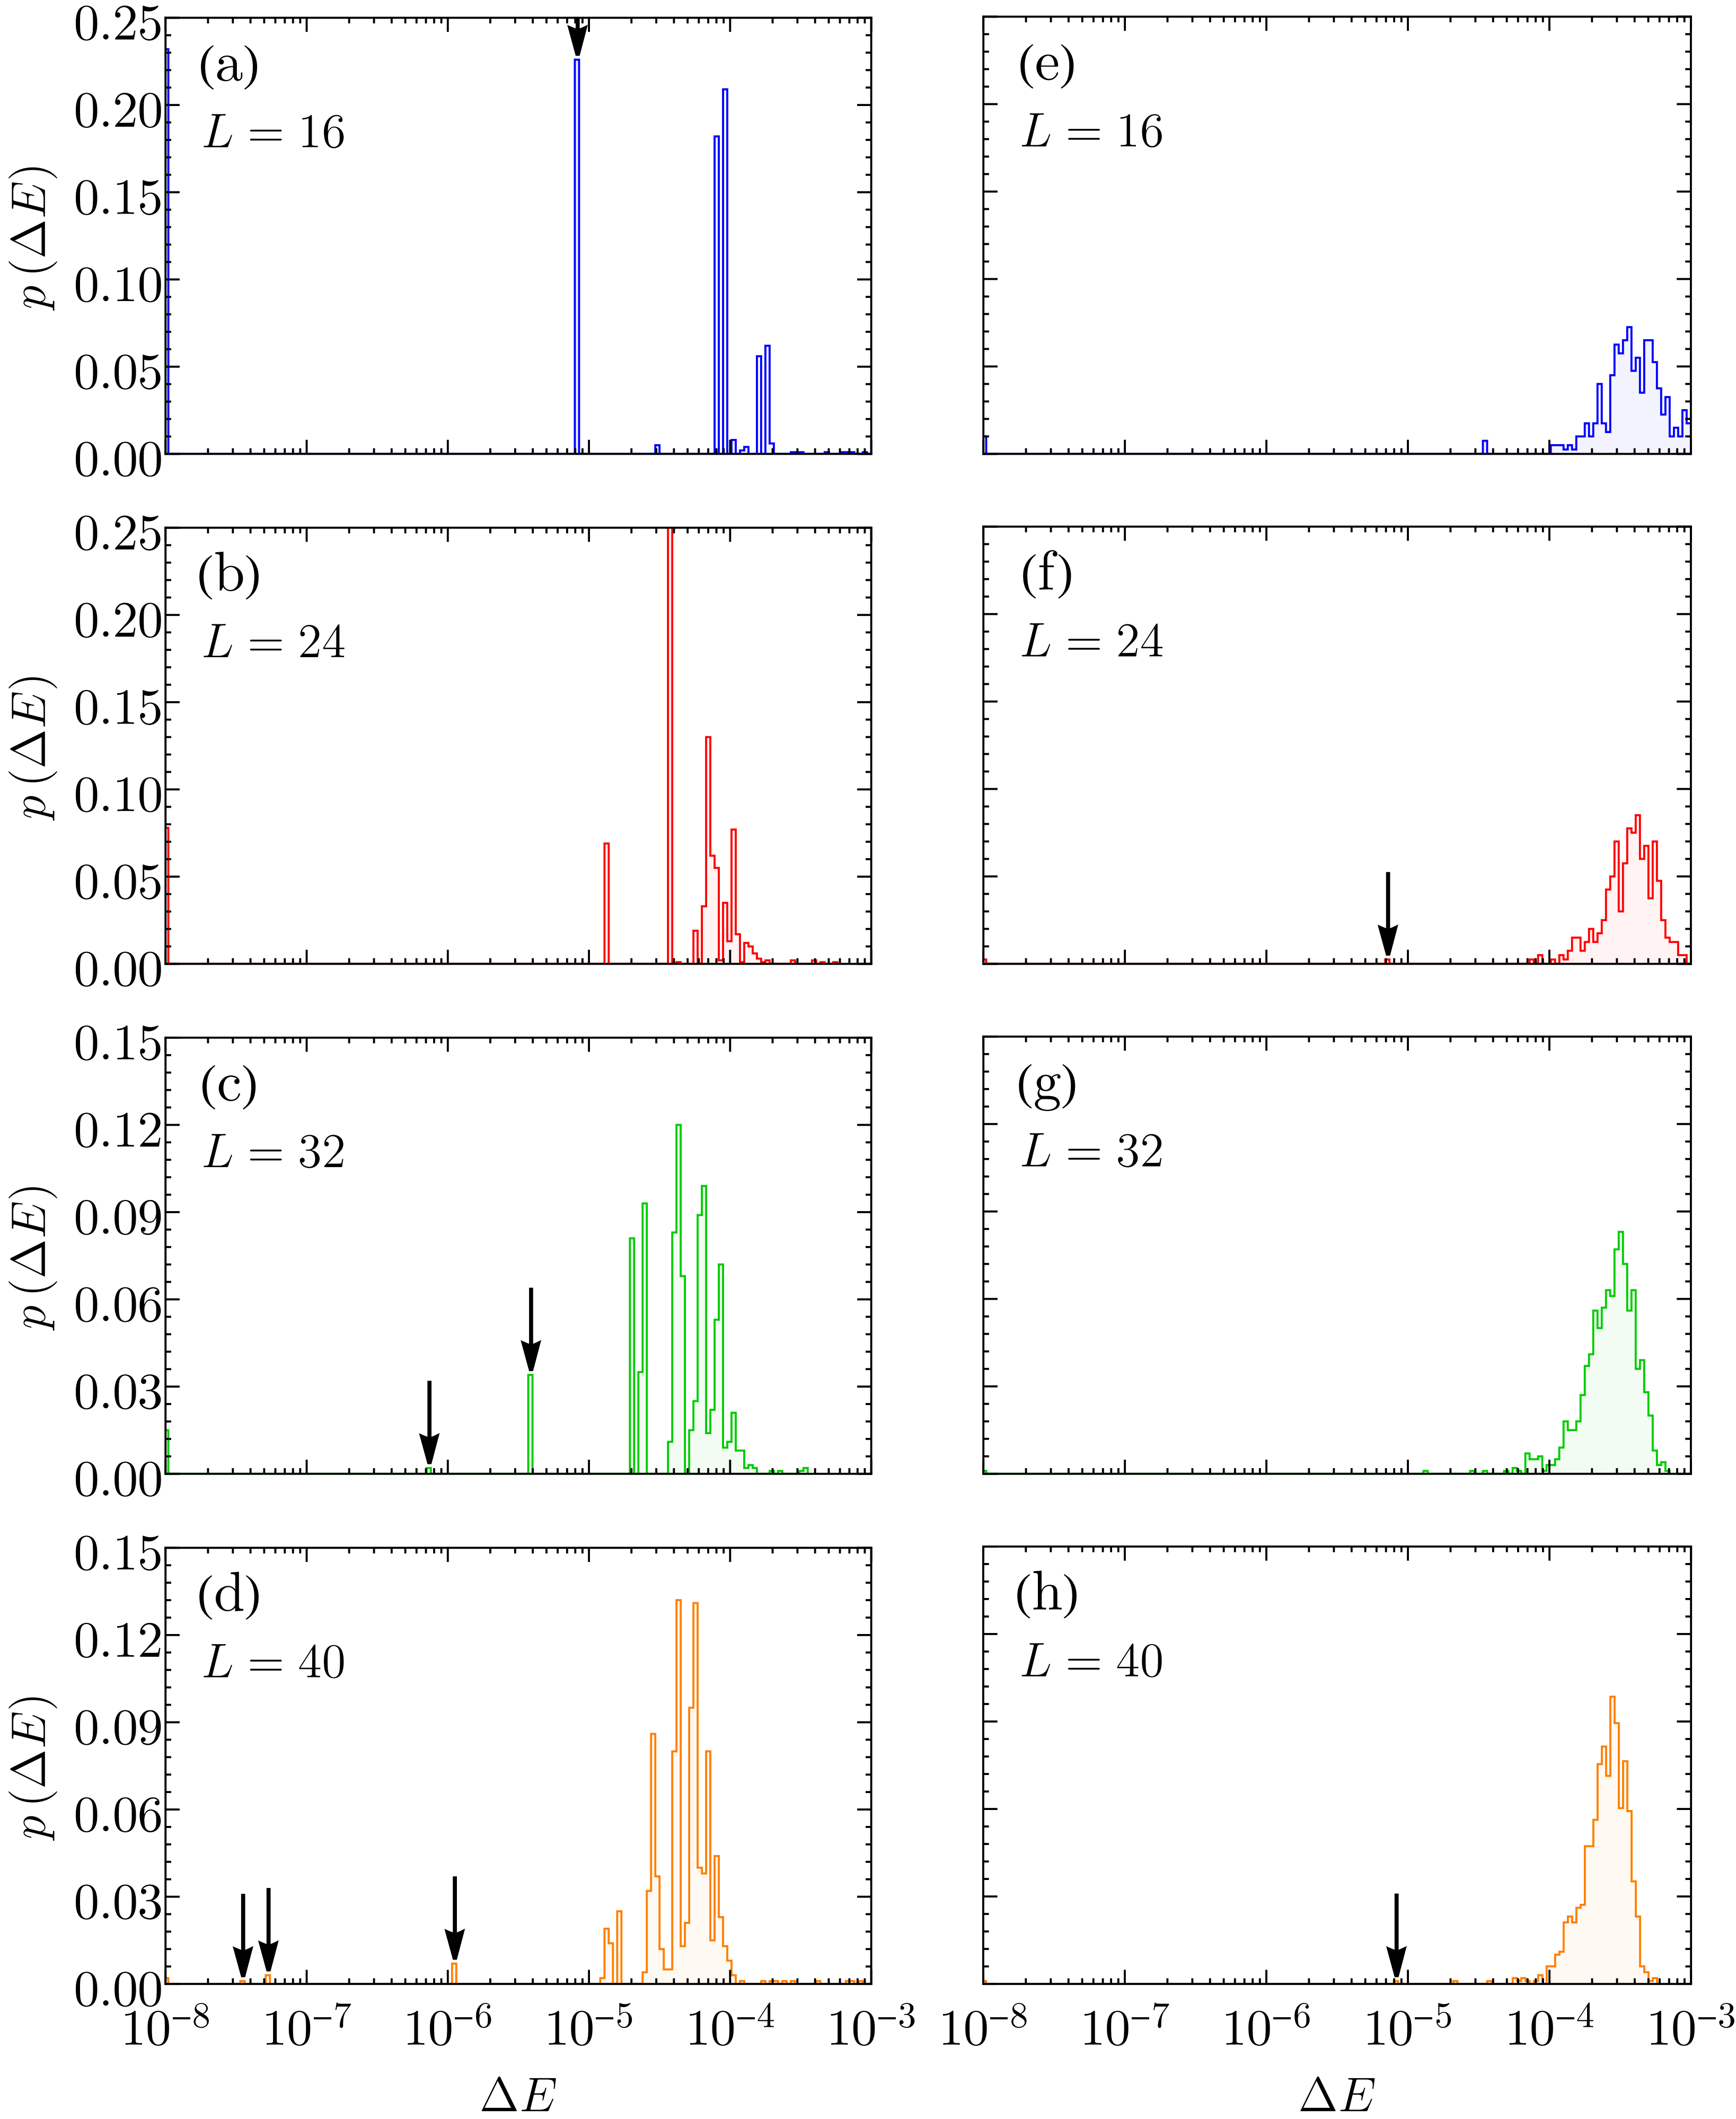 0.25
0.20
0.15
0.10
0.05
0.00
p (ΔE)
(a)
L = 16
(e)
L = 16
0.25
0.20
0.15
0.10
0.05
0.00
p (ΔE)
(b)
L = 24
(f)
L = 24
0.15
0.12
0.09
0.06
0.03
0.00
p (ΔE)
(c)
L = 32
(g)
L = 32
0.15
0.12
0.09
0.06
0.03
0.00
p (ΔE)
(d)
L = 40
(h)
L = 40
10⁻⁸ 10⁻⁷ 10⁻⁶ 10⁻⁵ 10⁻⁴ 10⁻³
10⁻⁸ 10⁻⁷ 10⁻⁶ 10⁻⁵ 10⁻⁴ 10⁻³
ΔE
ΔE